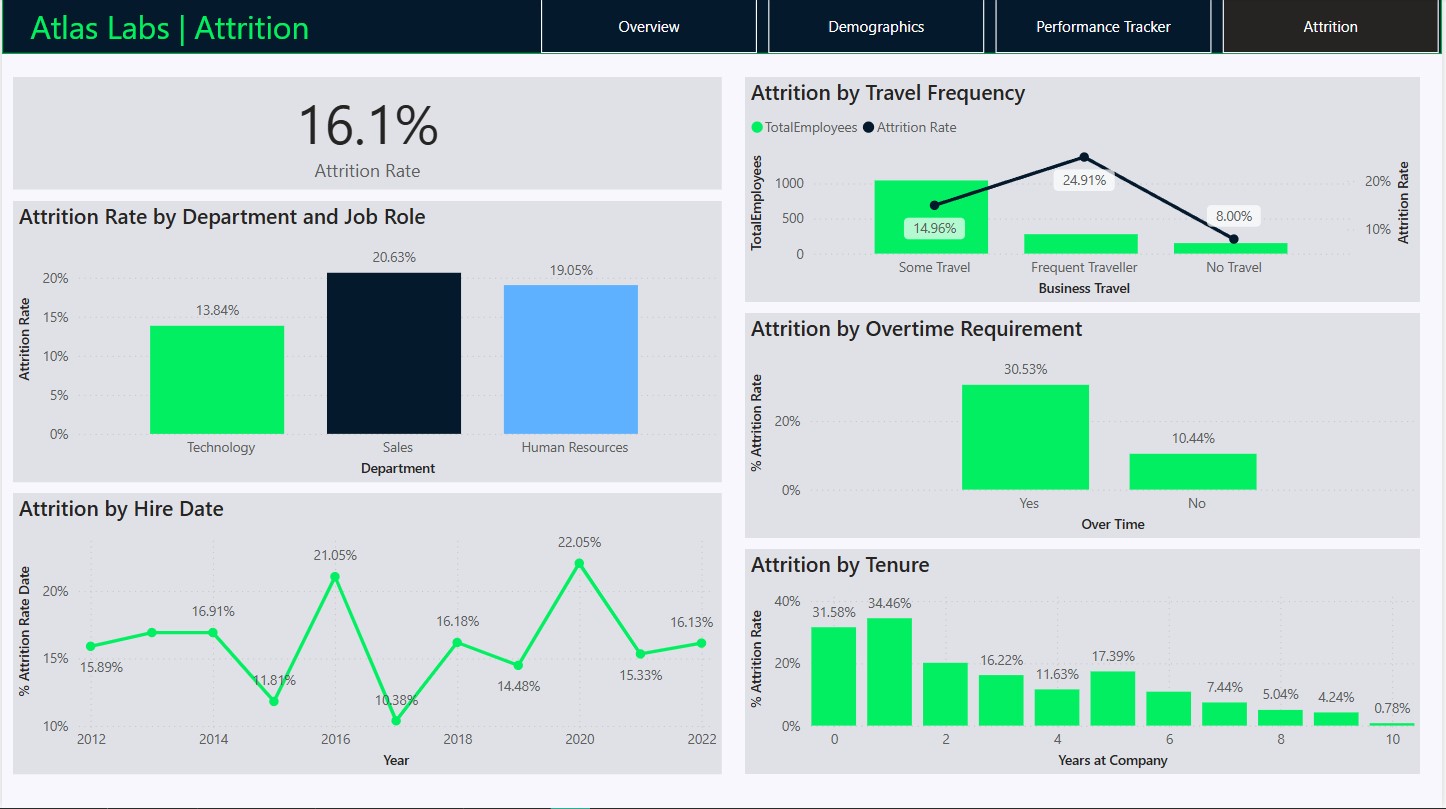 Atlas Labs | Attrition
Overview
Demographics
Performance Tracker
Attrition
16.1%
Attrition Rate
Attrition Rate by Department and Job Role
Attrition Rate
20%
15%
10%
5%
0%
13.84%
20.63%
19.05%
Technology
Sales
Human Resources
Department
Attrition by Hire Date
% Attrition Rate Date
20%
15%
10%
15.89%
16.91%
11.81%
21.05%
10.38%
16.18%
14.48%
22.05%
15.33%
16.13%
2012
2014
2016
2018
2020
2022
Year
Attrition by Travel Frequency
TotalEmployees
Attrition Rate
TotalEmployees
1000
500
0
14.96%
24.91%
8.00%
20%
10%
Attrition Rate
Some Travel
Frequent Traveller
No Travel
Business Travel
Attrition by Overtime Requirement
% Attrition Rate
20%
0%
30.53%
10.44%
Yes
No
Over Time
Attrition by Tenure
% Attrition Rate
40%
20%
0%
31.58%
34.46%
16.22%
11.63%
17.39%
7.44%
5.04%
4.24%
0.78%
0
2
4
6
8
10
Years at Company